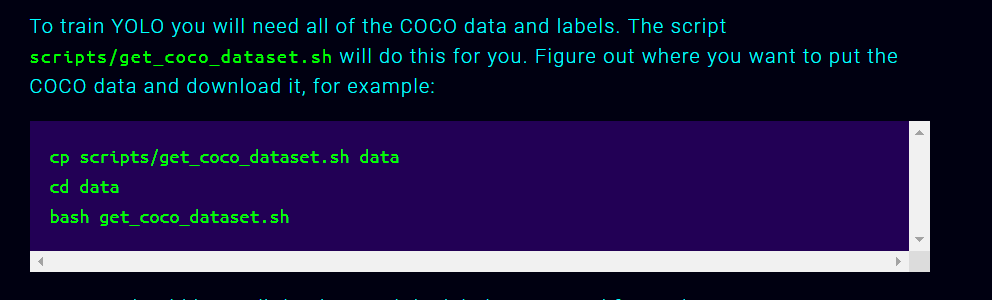 To train YOLO you will need all of the COCO data and labels. The script
scripts/get_coco_dataset.sh will do this for you. Figure out where you want to put the
COCO data and download it, for example:
cp scripts/get_coco_dataset.sh data
cd data
bash get_coco_dataset.sh